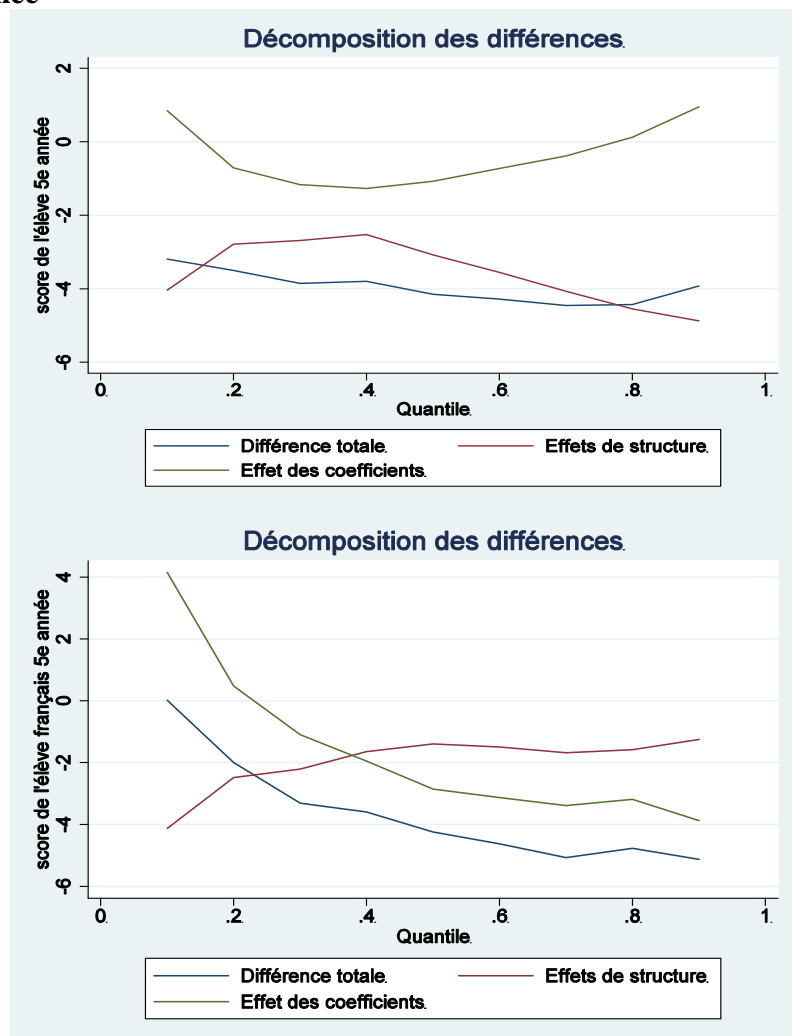 Décomposition des différences.
score de l'élève 5e année
2
0
-2
-4
-6
0. .2. .4. .6. .8. 1.
Quantile.
Différence totale. Effets de structure.
Effet des coefficients.
Décomposition des différences.
score de l'élève français 5e année
4
2
0
-2
-4
-6
0. .2. .4. .6. .8. 1.
Quantile.
Différence totale. Effets de structure.
Effet des coefficients.